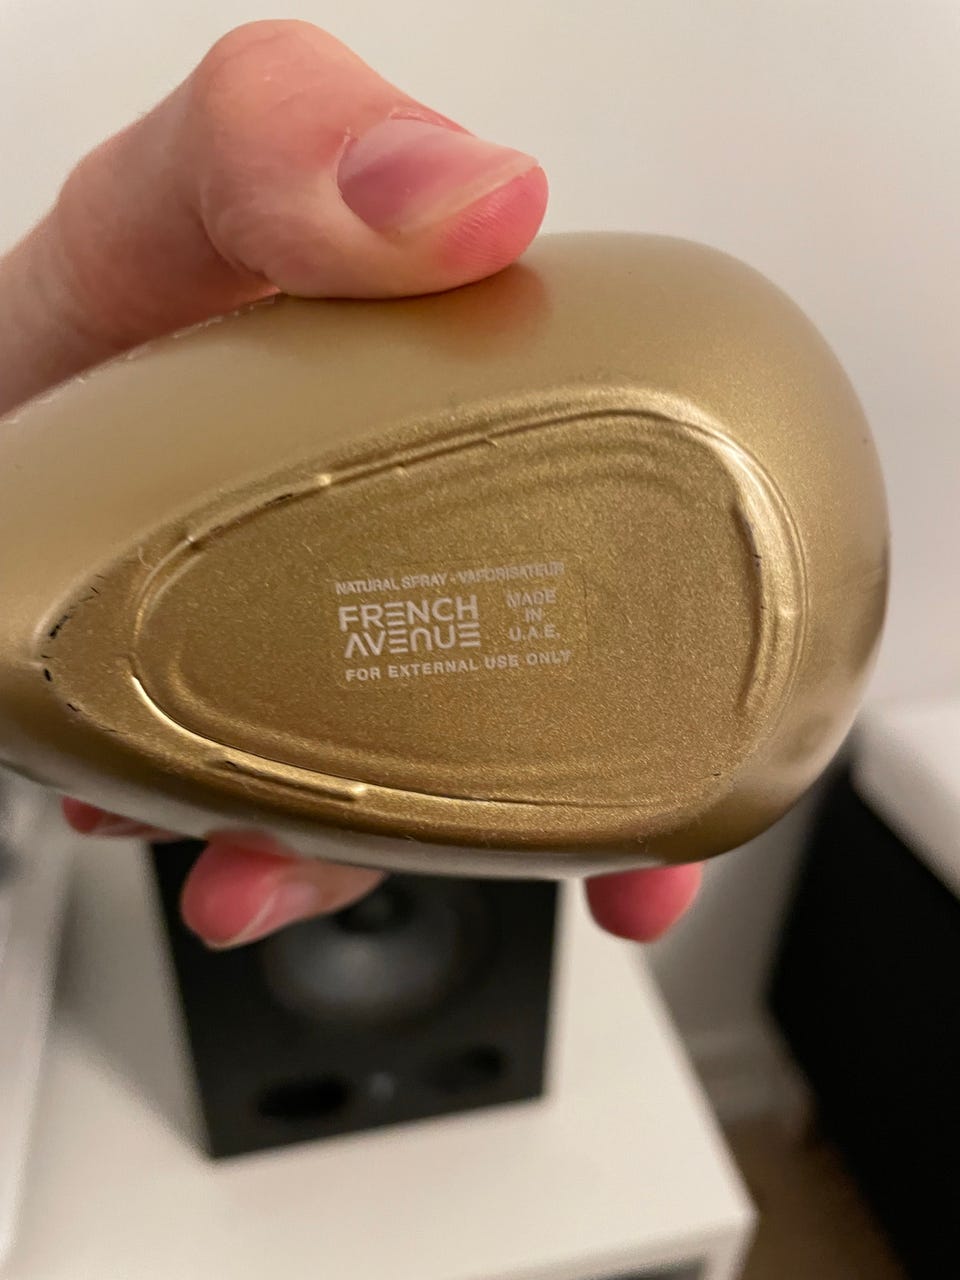 NATURAL SPRAY - VAPORISATEUR
FRENCH
AVENUE
MADE
IN
U.A.E.
FOR EXTERNAL USE ONLY